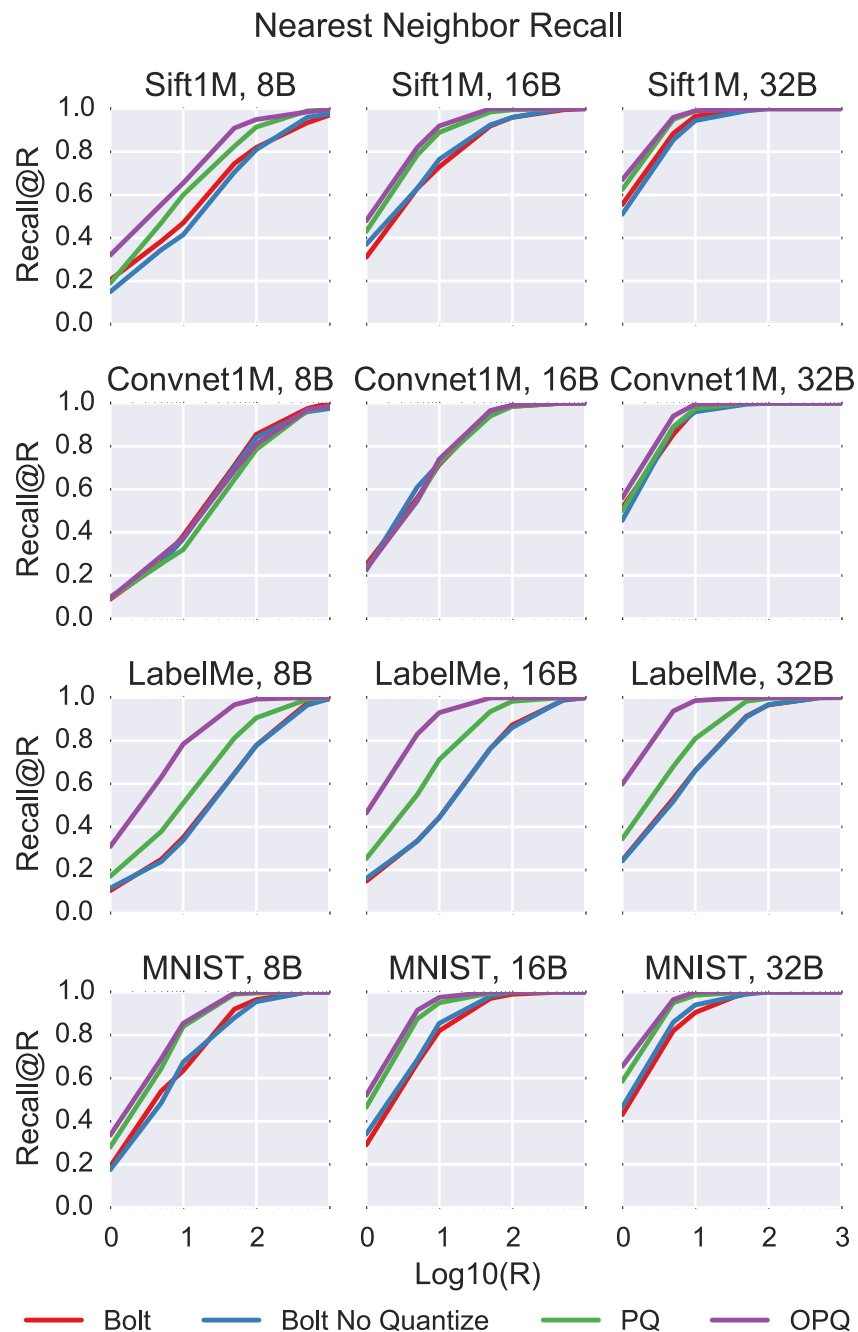 Nearest Neighbor Recall
Sift1M, 8B Sift1M, 16B Sift1M, 32B
1.0
0.8
0.6
0.4
0.2
0.0
Recall@R
Convnet1M, 8B Convnet1M, 16B Convnet1M, 32B
1.0
0.8
0.6
0.4
0.2
0.0
Recall@R
LabelMe, 8B LabelMe, 16B LabelMe, 32B
1.0
0.8
0.6
0.4
0.2
0.0
Recall@R
MNIST, 8B MNIST, 16B MNIST, 32B
1.0
0.8
0.6
0.4
0.2
0.0
Recall@R
0 1 2 0 1 2 0 1 2 3
Log10(R)
Bolt Bolt No Quantize PQ OPQ